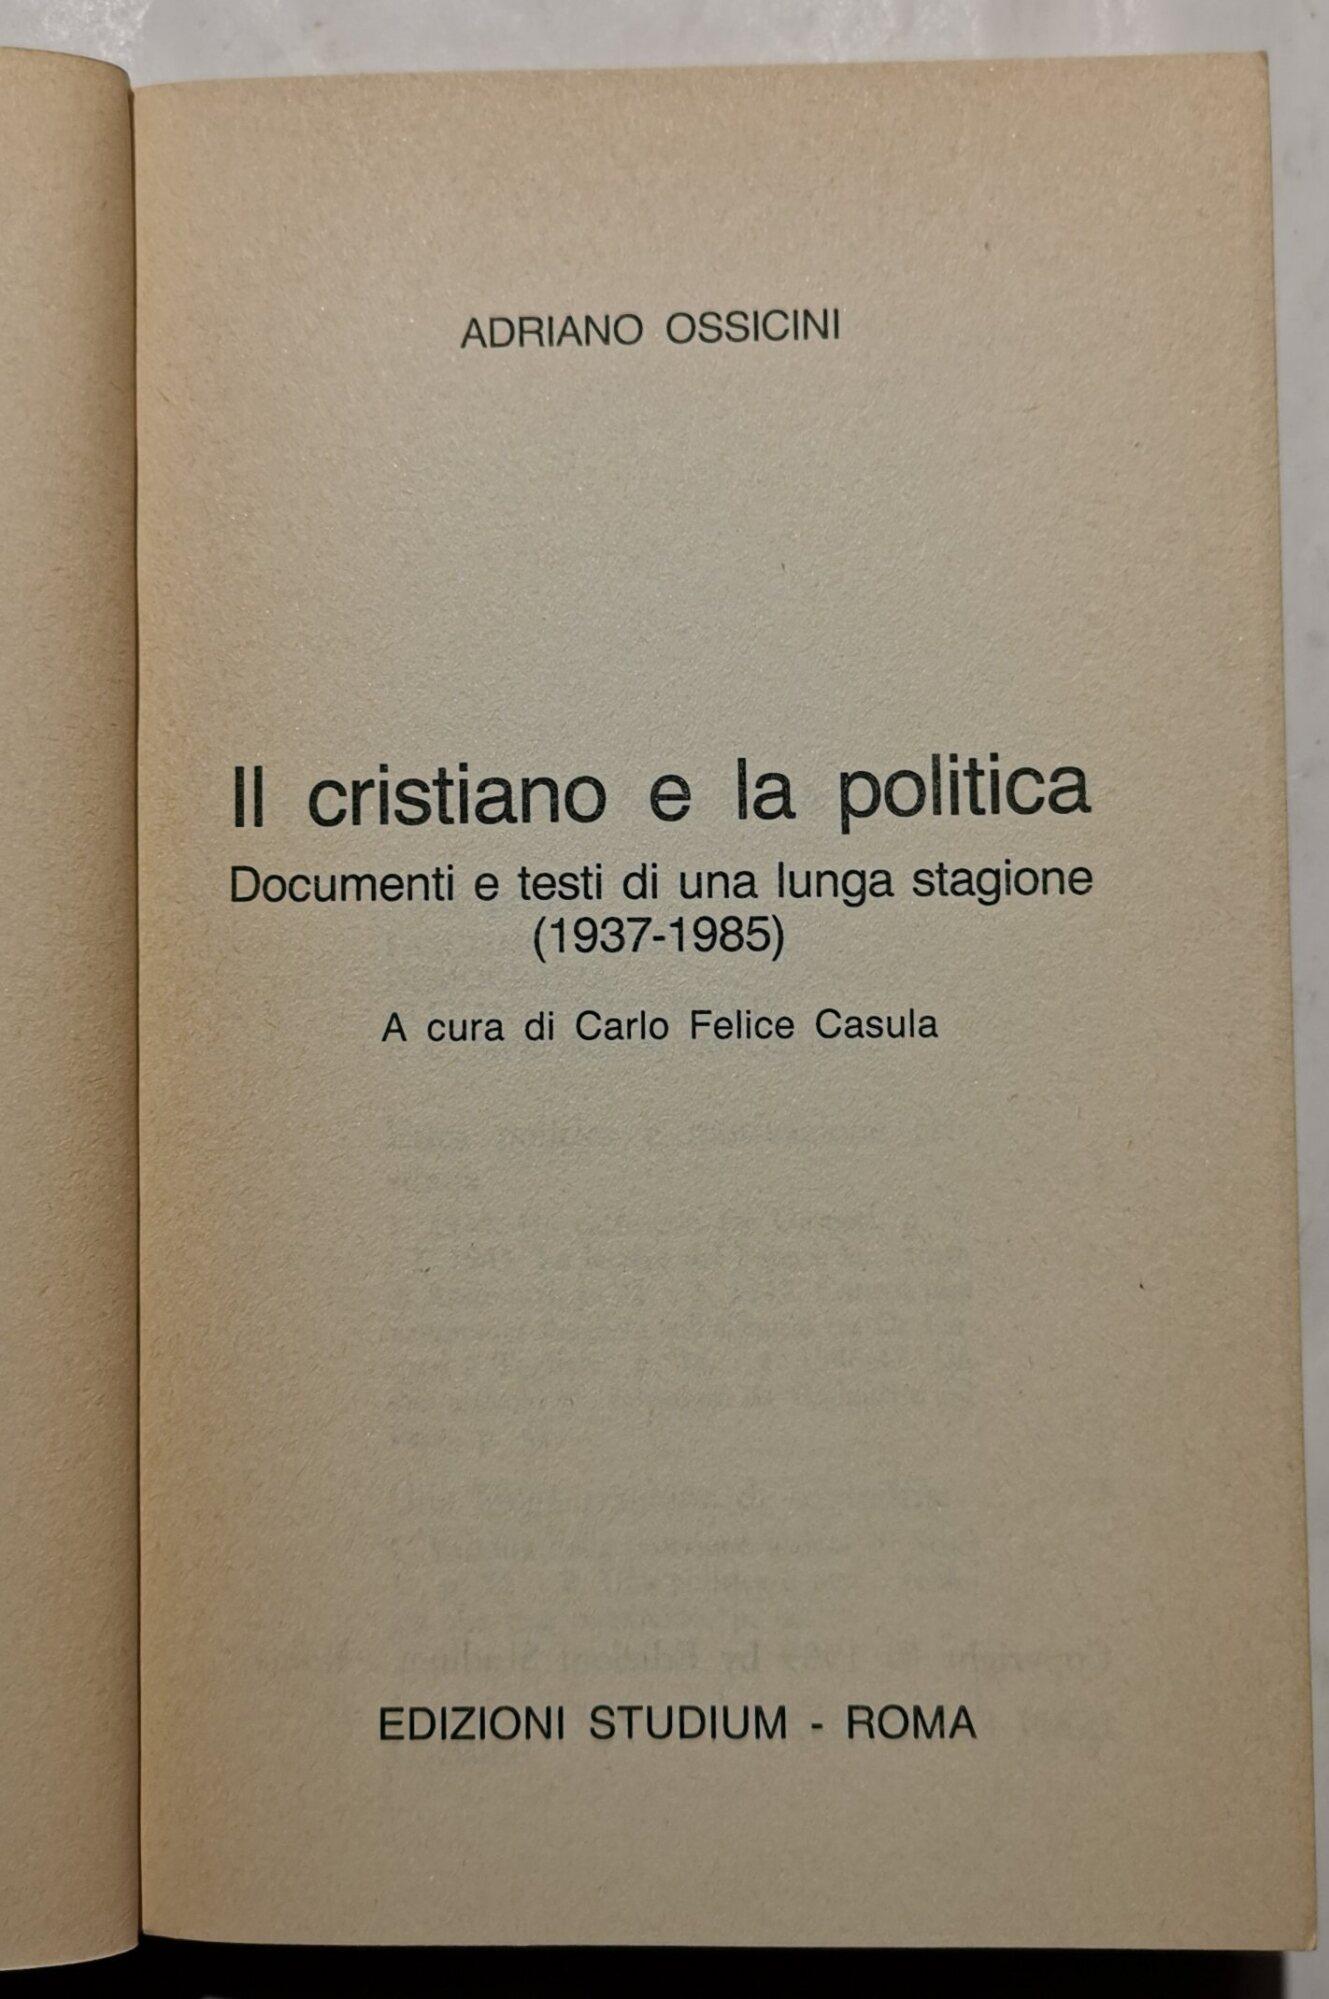 ADRIANO OSSICINI
Il cristiano e la politica
Documenti e testi di una lunga stagione
(1937-1985)
A cura di Carlo Felice Casula
EDIZIONI STUDIUM - ROMA